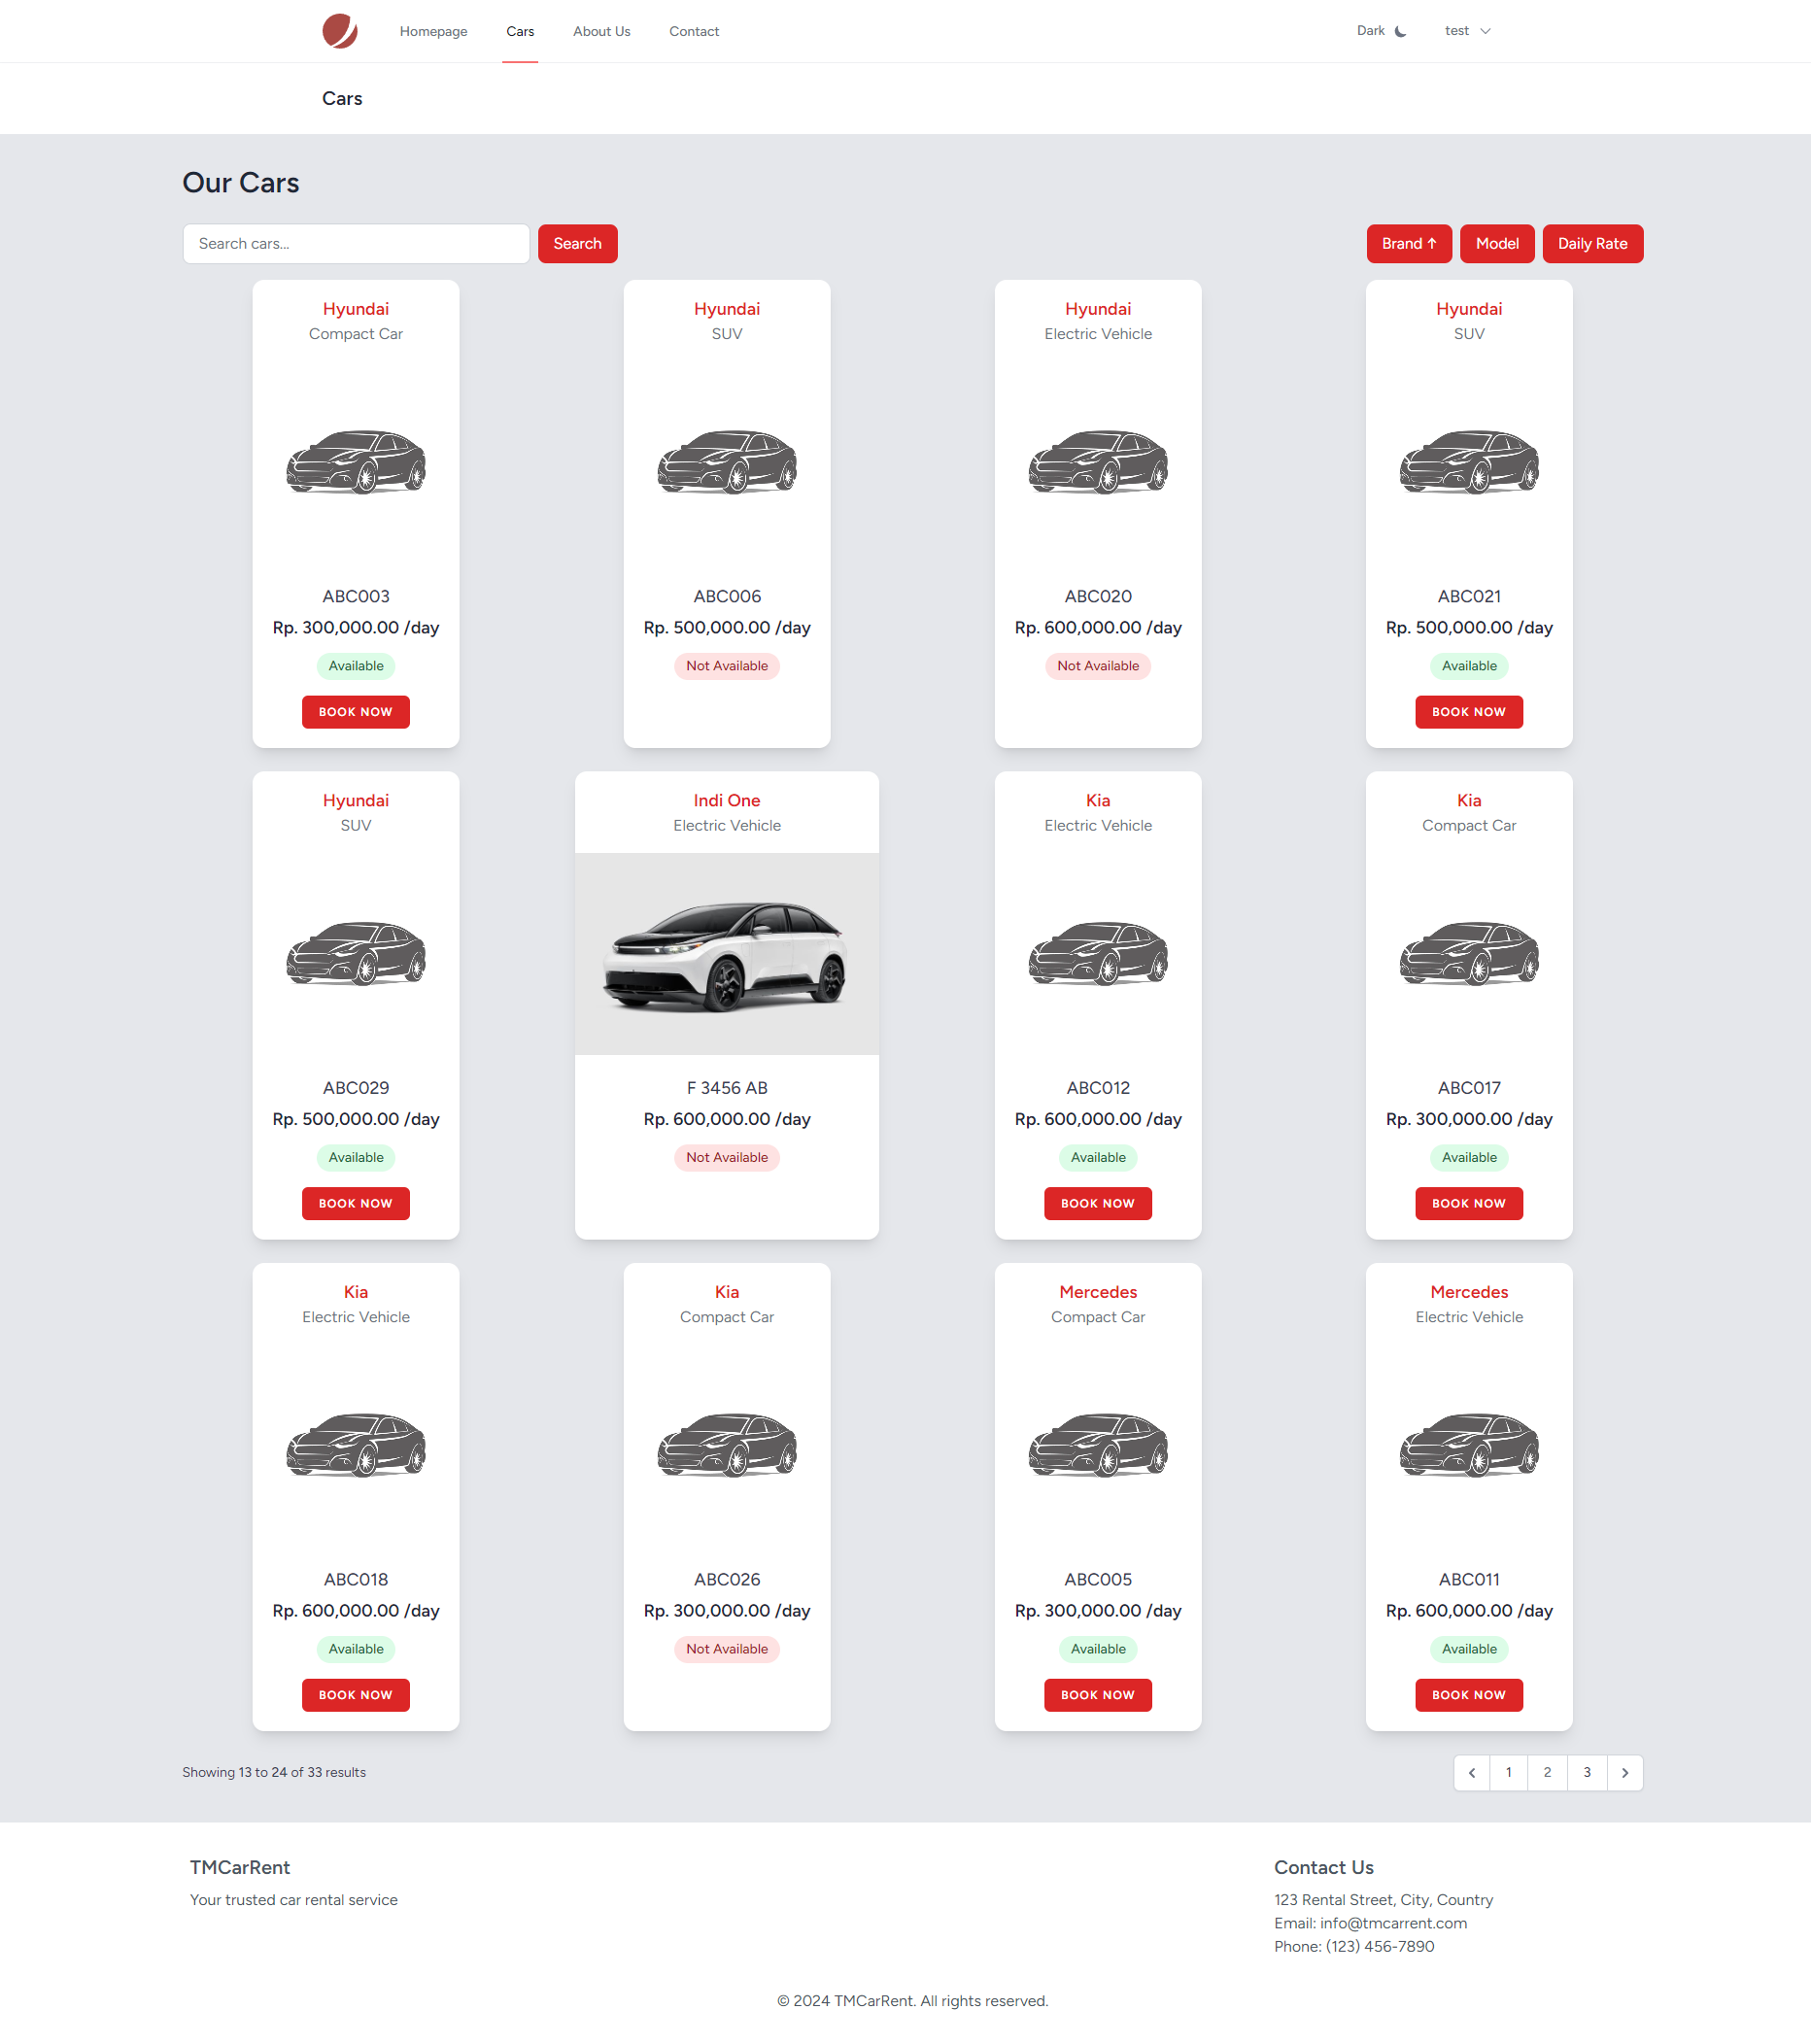 Homepage Cars About Us Contact Dark test
Cars
Our Cars
Search cars... Search Brand ↑ Model Daily Rate
Hyundai Hyundai Hyundai Hyundai
Compact Car SUV Electric Vehicle SUV
ABC003 ABC006 ABC020 ABC021
Rp. 300,000.00 /day Rp. 500,000.00 /day Rp. 600,000.00 /day Rp. 500,000.00 /day
Available Not Available Not Available Available
BOOK NOW BOOK NOW
Hyundai Indi One Kia Kia
SUV Electric Vehicle Electric Vehicle Compact Car
ABC029 F 3456 AB ABC012 ABC017
Rp. 500,000.00 /day Rp. 600,000.00 /day Rp. 600,000.00 /day Rp. 300,000.00 /day
Available Not Available Available Available
BOOK NOW BOOK NOW BOOK NOW
Kia Kia Mercedes Mercedes
Electric Vehicle Compact Car Compact Car Electric Vehicle
ABC018 ABC026 ABC005 ABC011
Rp. 600,000.00 /day Rp. 300,000.00 /day Rp. 300,000.00 /day Rp. 600,000.00 /day
Available Not Available Available Available
BOOK NOW BOOK NOW BOOK NOW
Showing 13 to 24 of 33 results 1 2 3
TMCarRent Contact Us
Your trusted car rental service 123 Rental Street, City, Country
Email: info@tmcarrent.com
Phone: (123) 456-7890
© 2024 TMCarRent. All rights reserved.